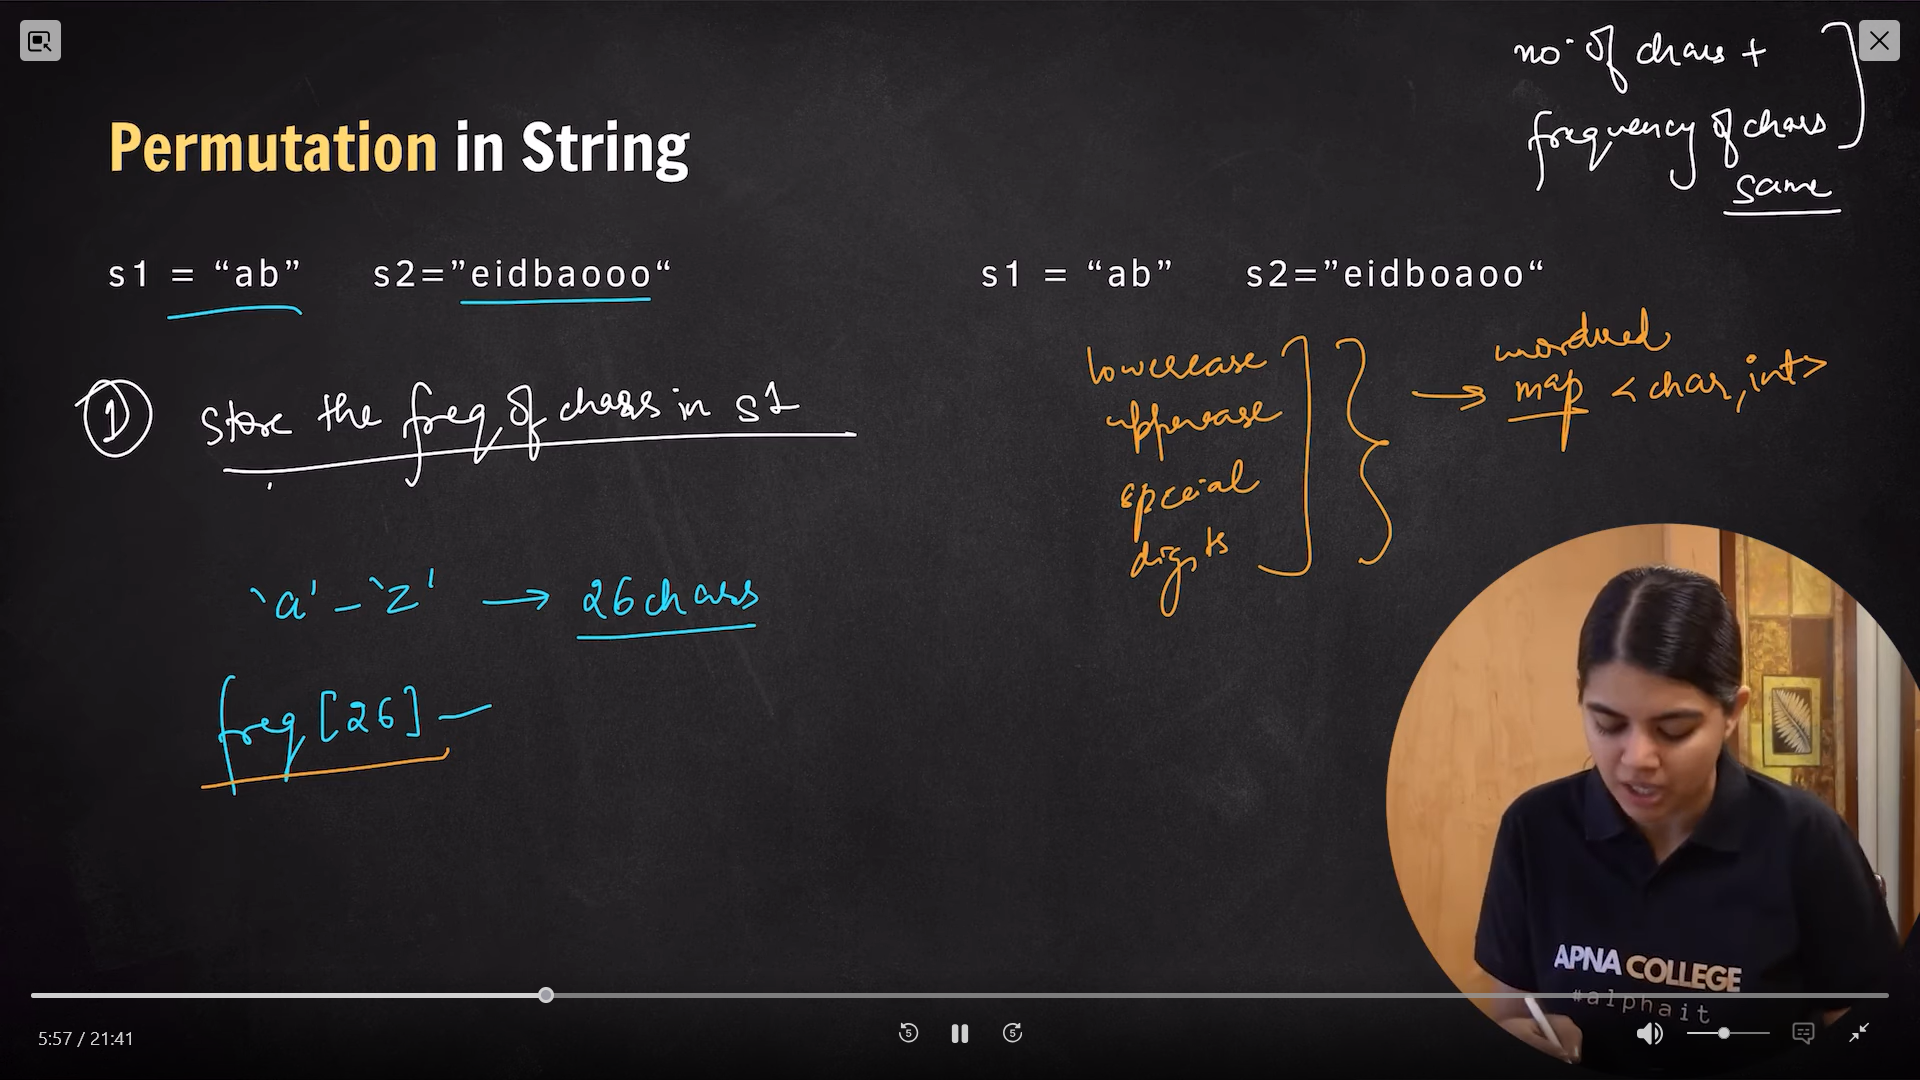 no. of chars +
frequency of chars
same
Permutation in String
s1 = “ab”   s2=”eidbaooo“
s1 = “ab”   s2=”eidboaoo“
1 Store the freq of chars in s1
lowercase
uppercase
special
digits
→ map <char, int>
'a' - 'z' → 26 chars
freq [26] -
APNA COLLEGE
#alphait
5:57 / 21:41
5
5